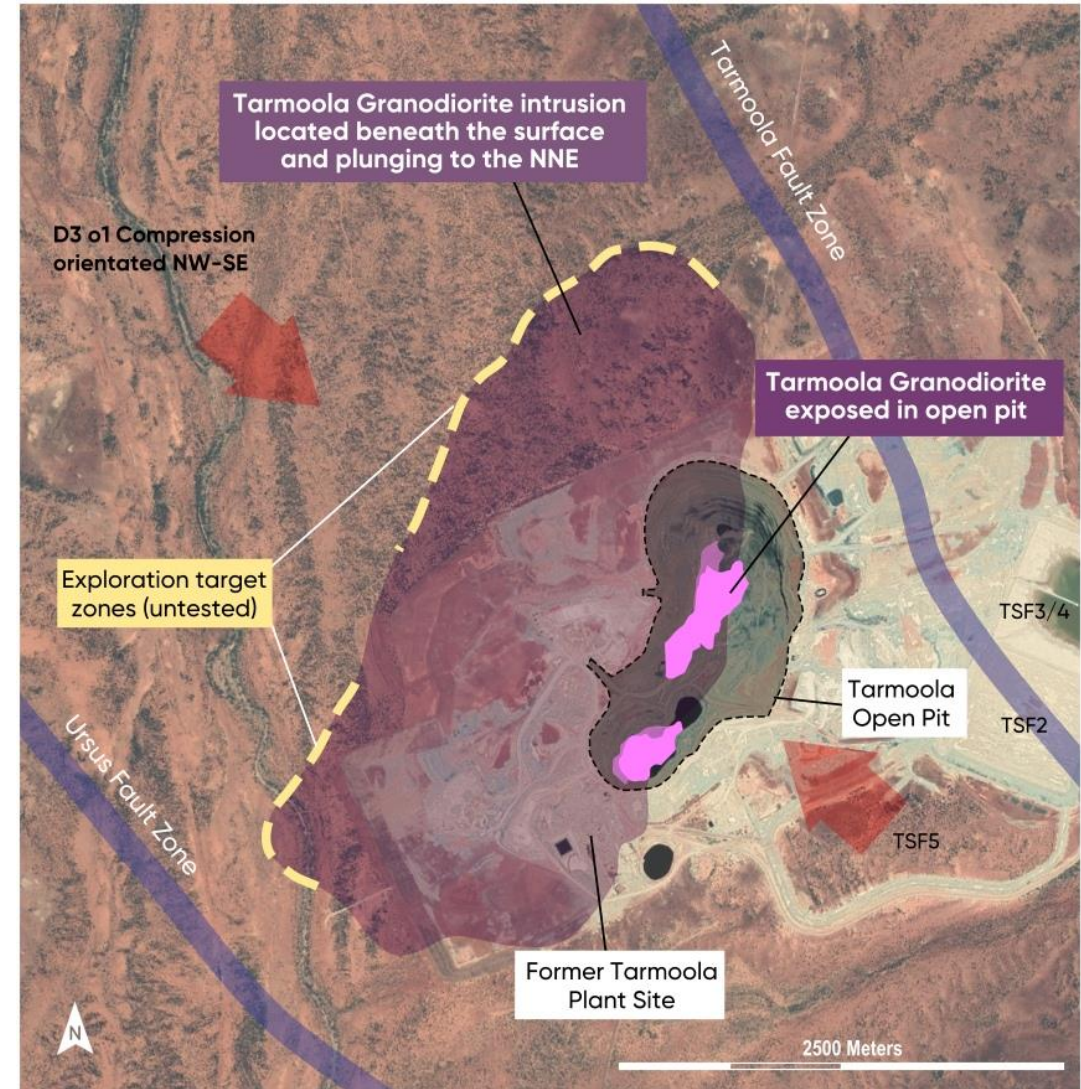 Tarmoola Fault Zone
Tarmoola Granodiorite intrusion
located beneath the surface
and plunging to the NNE
D3 o1 Compression
orientated NW-SE
Tarmoola Granodiorite
exposed in open pit
Exploration target
zones (untested)
TSF3/4
Tarmoola
Open Pit
TSF2
Ursus Fault Zone
TSF5
Former Tarmoola
Plant Site
N
2500 Meters